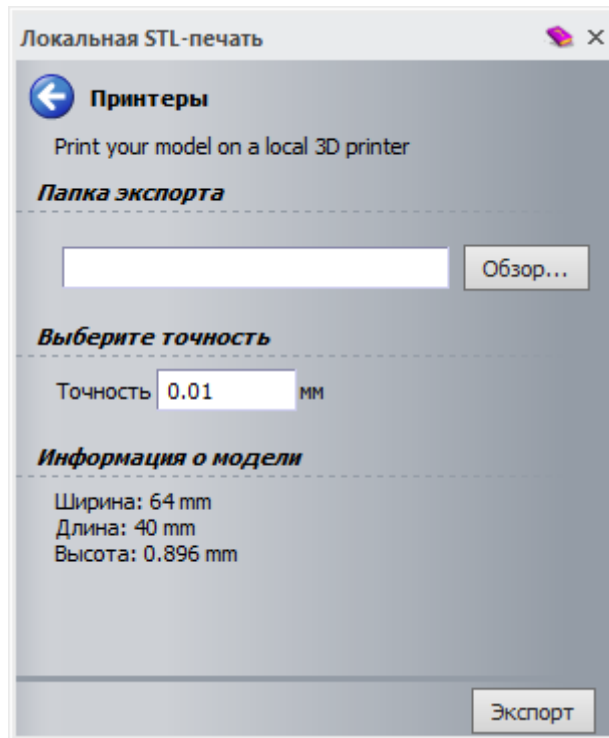 Локальная STL-печать
Принтеры
Print your model on a local 3D printer
Папка экспорта
Обзор...
Выберите точность
Точность 0.01 мм
Информация о модели
Ширина: 64 mm
Длина: 40 mm
Высота: 0.896 mm
Экспорт